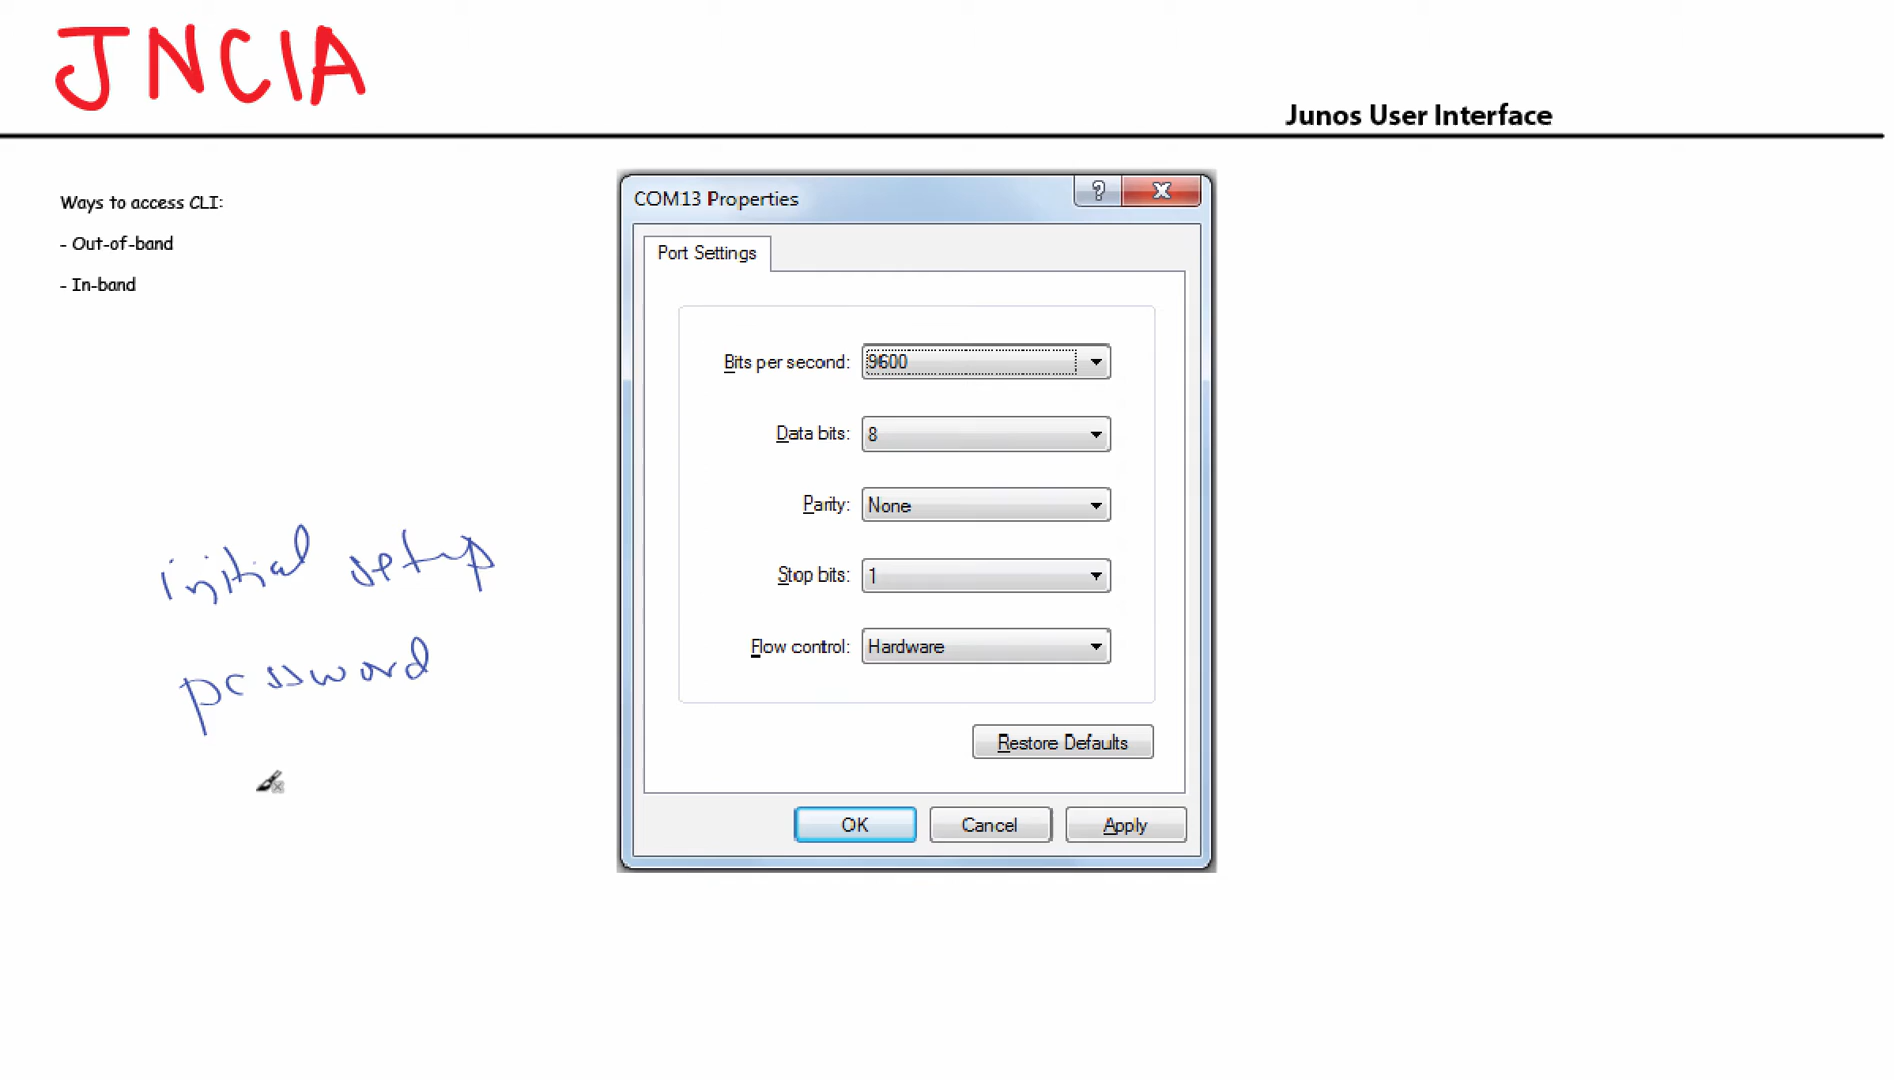 JNCIA
Junos User Interface
Ways to access CLI:
- Out-of-band
- In-band
initial setup
password
COM13 Properties
?
Port Settings
Bits per second: 9600
Data bits: 8
Parity: None
Stop bits: 1
Flow control: Hardware
Restore Defaults
OK Cancel Apply